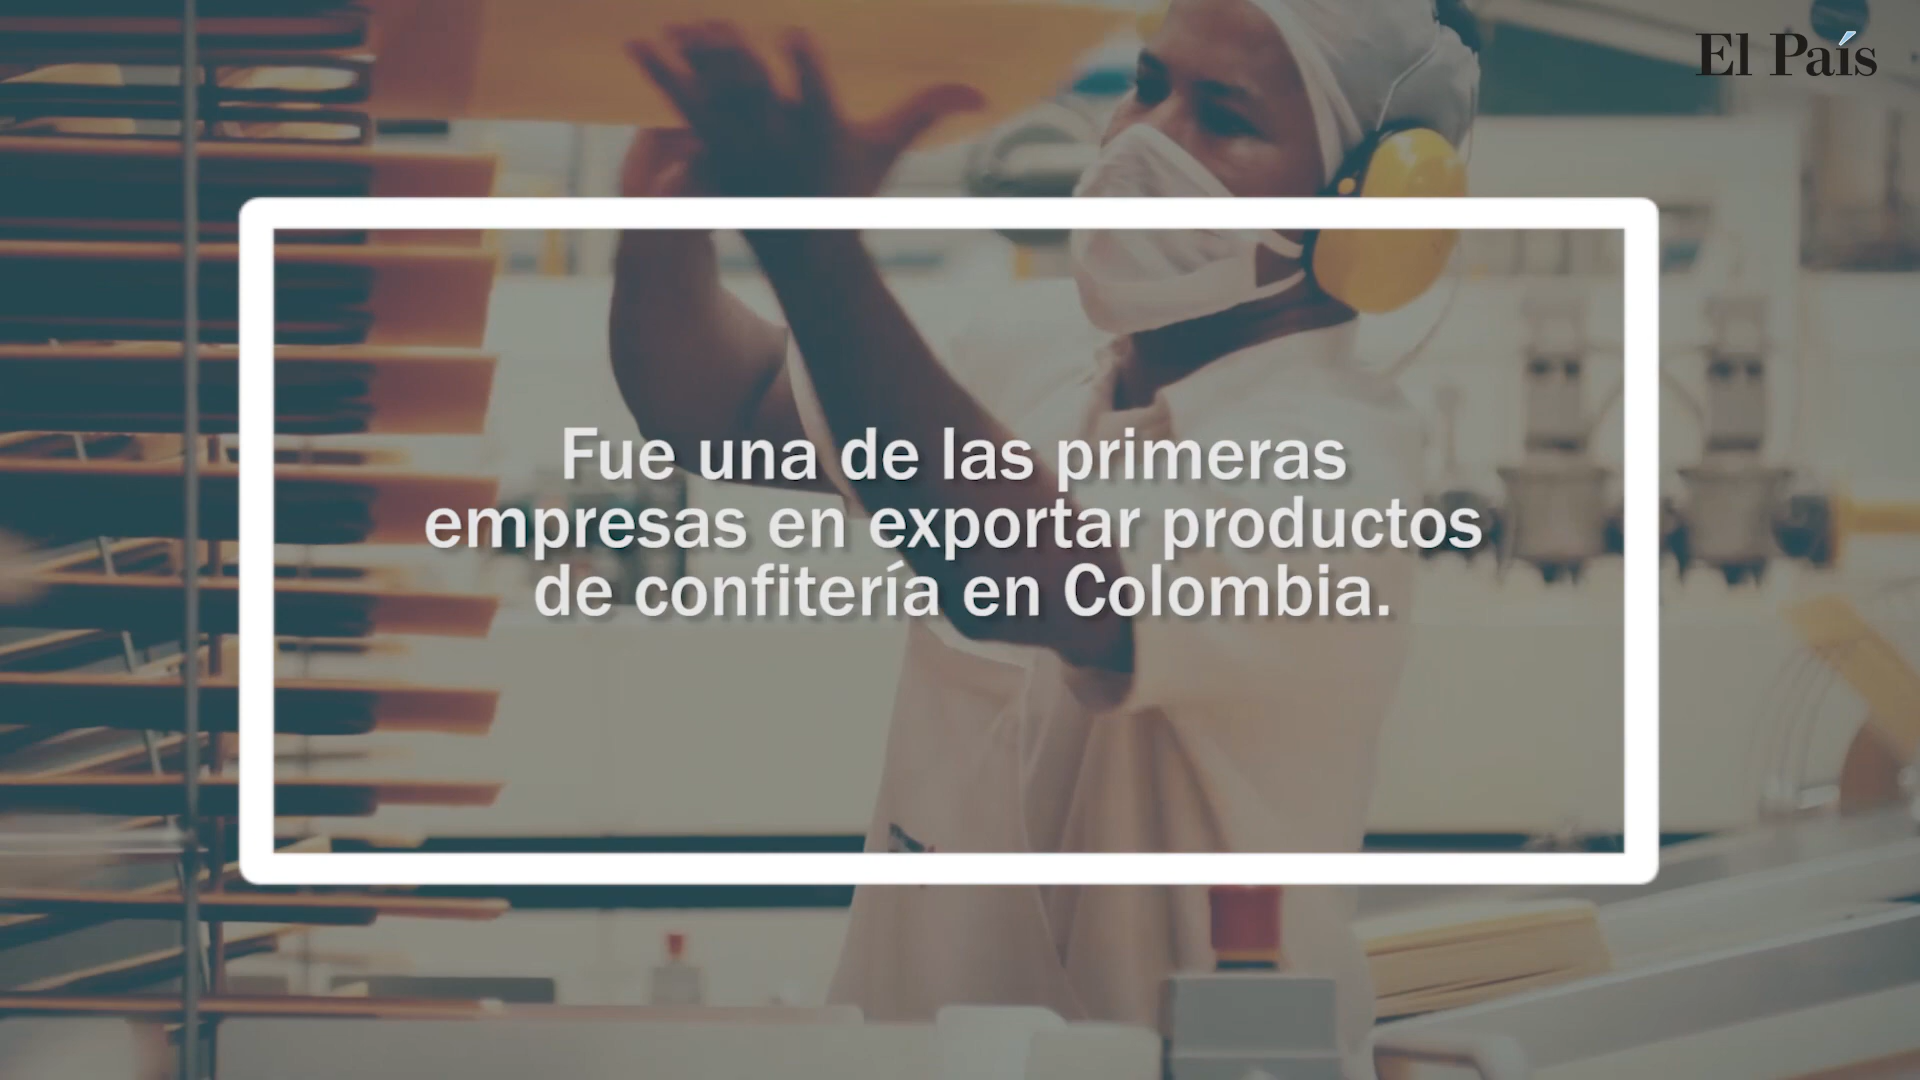 El País
Fue una de las primeras
empresas en exportar productos
de confitería en Colombia.